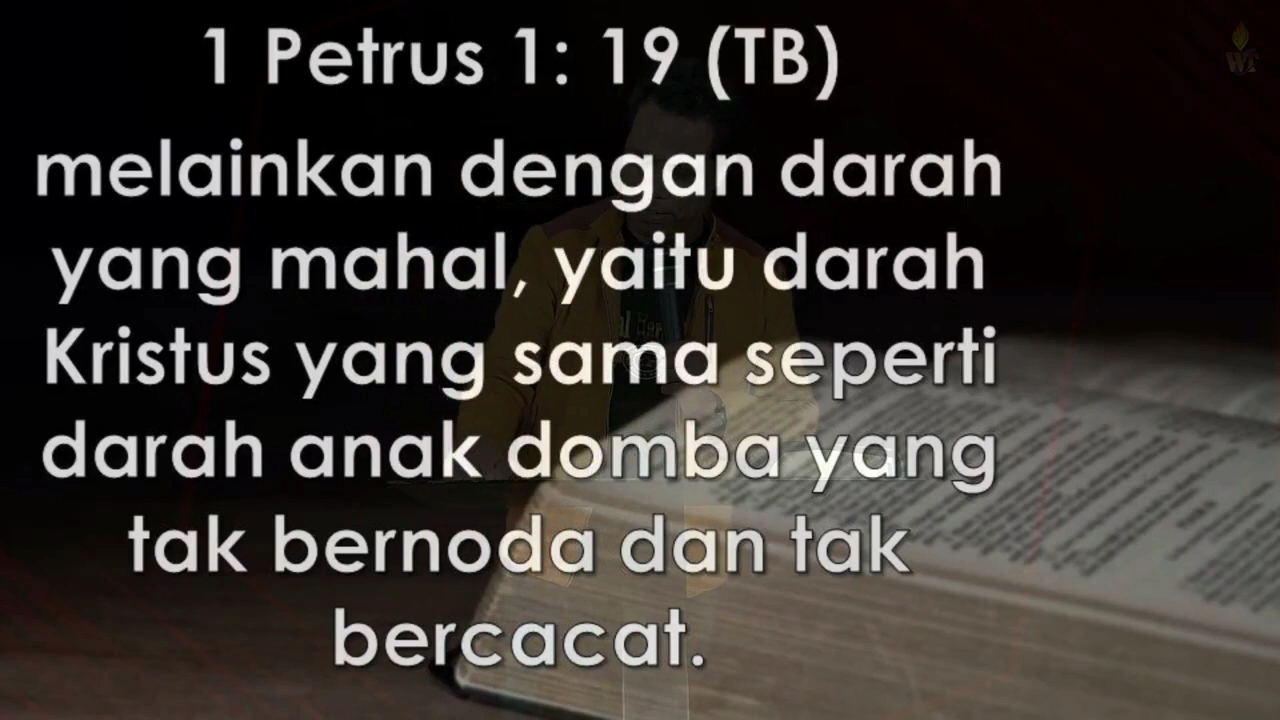 1 Petrus 1: 19 (TB)
melainkan dengan darah
yang mahal, yaitu darah
Kristus yang sama seperti
darah anak domba yang
tak bernoda dan tak
bercacat.